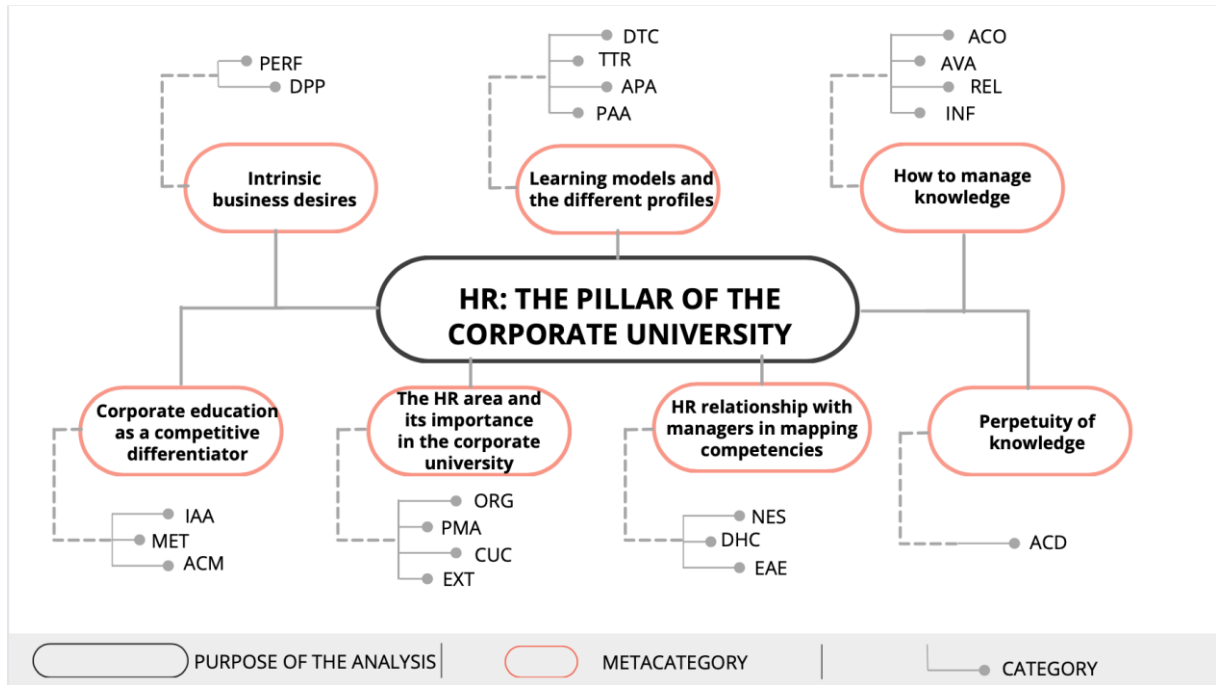 PERF
DPP
DTC
TTR
APA
PAA
ACO
AVA
REL
INF
Intrinsic
business desires
Learning models and
the different profiles
How to manage
knowledge
HR: THE PILLAR OF THE
CORPORATE UNIVERSITY
Corporate education
as a competitive
differentiator
The HR area and
its importance
in the corporate
university
HR relationship with
managers in mapping
competencies
Perpetuity of
knowledge
IAA
MET
ACM
ORG
PMA
CUC
EXT
NES
DHC
EAE
ACD
PURPOSE OF THE ANALYSIS
METACATEGORY
CATEGORY